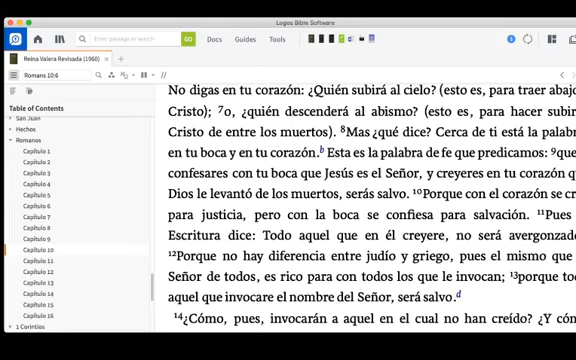 Logos Bible Software
Enter passage or search text
GO
Docs Guides Tools
3
Reina Valera Revisada (1960)
Romans 10:6
Table of Contents
San Juan
Hechos
Romanos
Capítulo 1
Capítulo 2
Capítulo 3
Capítulo 4
Capítulo 5
Capítulo 6
Capítulo 7
Capítulo 8
Capítulo 9
Capítulo 10
Capítulo 11
Capítulo 12
Capítulo 13
Capítulo 14
Capítulo 15
Capítulo 16
1 Corintios
No digas en tu corazón: ¿Quién subirá al cielo? (esto es, para traer abajo
Cristo); 7o, ¿quién descenderá al abismo? (esto es, para hacer subir
Cristo de entre los muertos). 8Mas ¿qué dice? Cerca de ti está la palabr
en tu boca y en tu corazón.b Esta es la palabra de fe que predicamos: 9que
confesares con tu boca que Jesús es el Señor, y creyeres en tu corazón qu
Dios le levantó de los muertos, serás salvo. 10Porque con el corazón se cr
para justicia, pero con la boca se confiesa para salvación. 11Pues
Escritura dice: Todo aquel que en él creyere, no será avergonzado
12Porque no hay diferencia entre judío y griego, pues el mismo que
Señor de todos, es rico para con todos los que le invocan; 13porque tod
aquel que invocare el nombre del Señor, será salvo.d
14¿Cómo, pues, invocarán a aquel en el cual no han creído? ¿Y cóm